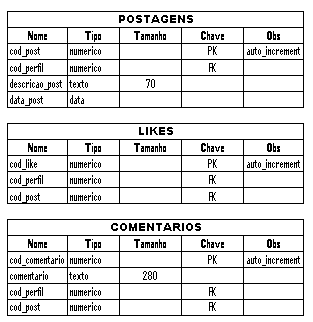 POSTAGENS
Nome Tipo Tamanho Chave Obs
cod_post numerico PK auto_increment
cod_perfil numerico FK
descricao_post texto 70
data_post data
LIKES
Nome Tipo Tamanho Chave Obs
cod_like numerico PK auto_increment
cod_perfil numerico FK
cod_post numerico FK
COMENTARIOS
Nome Tipo Tamanho Chave Obs
cod_comentario numerico PK auto_increment
comentario texto 280
cod_perfil numerico FK
cod_post numerico FK